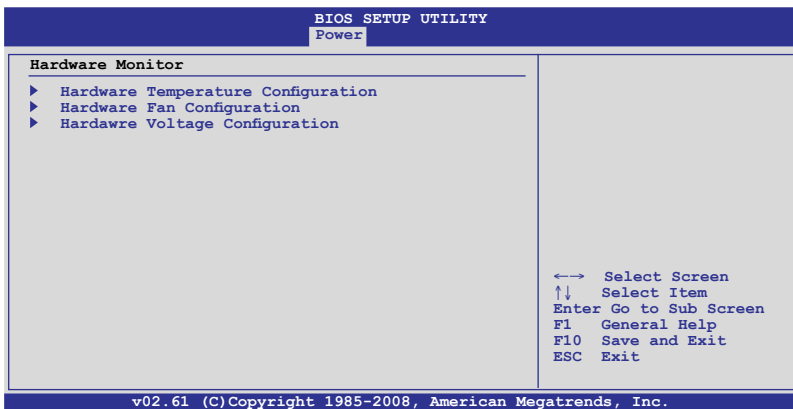 BIOS SETUP UTILITY
Power
Hardware Monitor
Hardware Temperature Configuration
Hardware Fan Configuration
Hardawre Voltage Configuration
←→ Select Screen
↑↓ Select Item
Enter Go to Sub Screen
F1 General Help
F10 Save and Exit
ESC Exit
v02.61 (C)Copyright 1985-2008, American Megatrends, Inc.